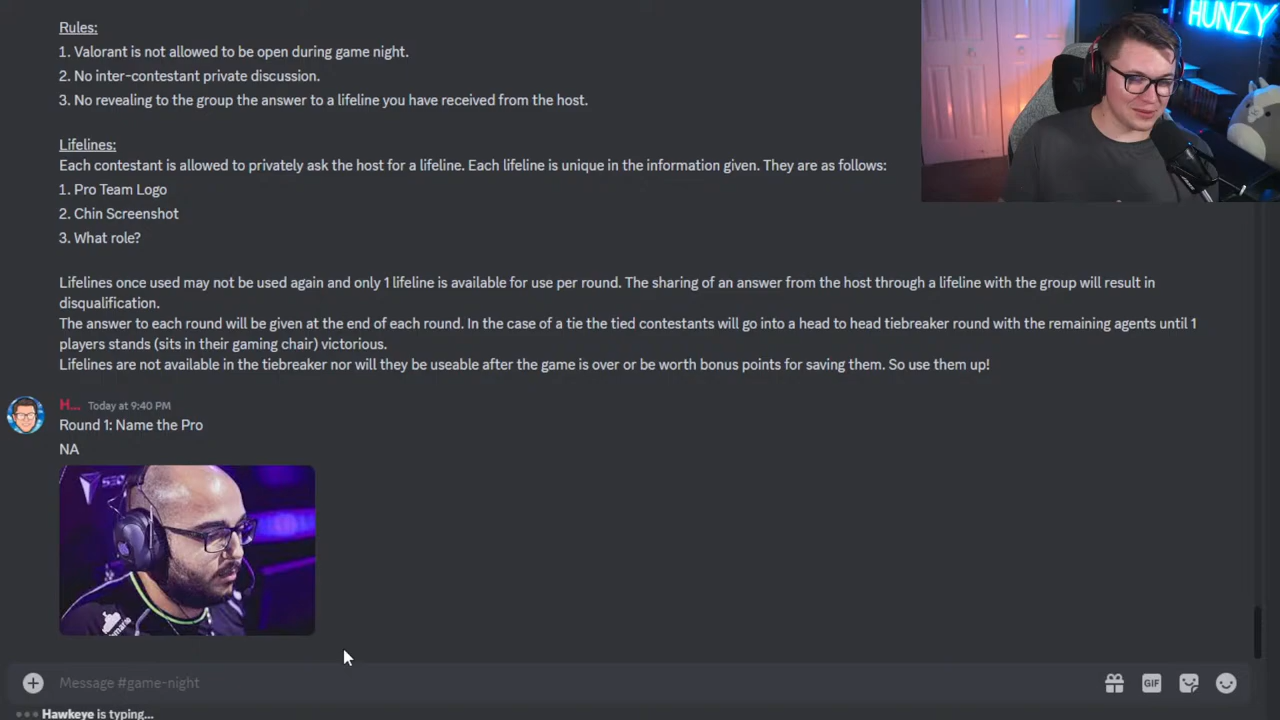 Rules:
1. Valorant is not allowed to be open during game night.
2. No inter-contestant private discussion.
3. No revealing to the group the answer to a lifeline you have received from the host.
Lifelines:
Each contestant is allowed to privately ask the host for a lifeline. Each lifeline is unique in the information given. They are as follows:
1. Pro Team Logo
2. Chin Screenshot
3. What role?
Lifelines once used may not be used again and only 1 lifeline is available for use per round. The sharing of an answer from the host through a lifeline with the group will result in
disqualification.
The answer to each round will be given at the end of each round. In the case of a tie the tied contestants will go into a head to head tiebreaker round with the remaining agents until 1
players stands (sits in their gaming chair) victorious.
Lifelines are not available in the tiebreaker nor will they be useable after the game is over or be worth bonus points for saving them. So use them up!
H... Today at 9:40 PM
Round 1: Name the Pro
NA
Message #game-night
GIF
Hawkeye is typing...
HUNZY